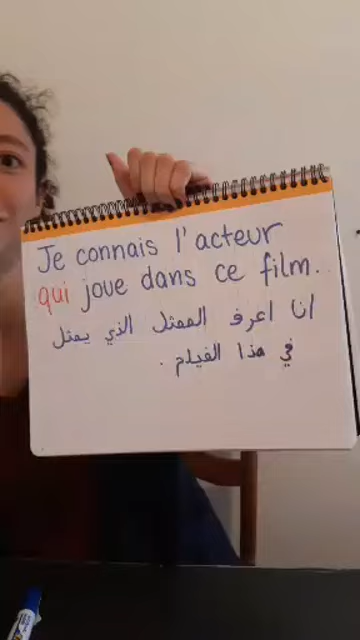 Je connais l'acteur
qui joue dans ce film.
انا اعرف الممثل الذي يمثل
في هذا الفيلم .